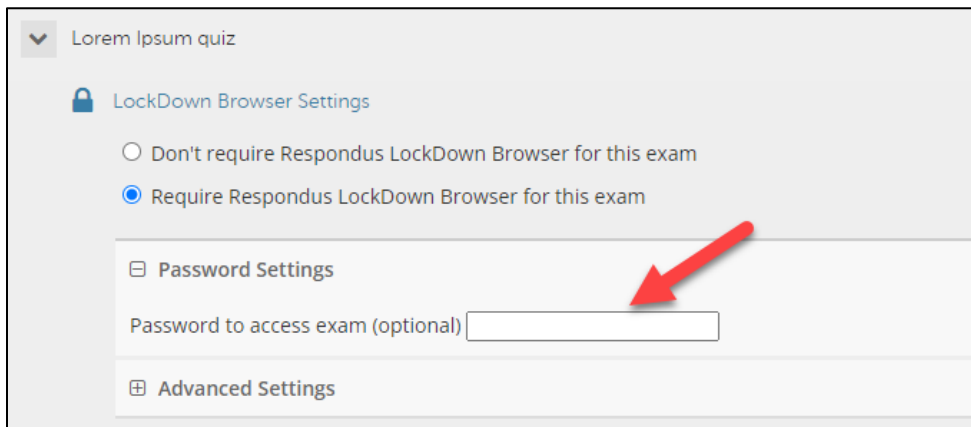 Lorem Ipsum quiz
LockDown Browser Settings
Don't require Respondus LockDown Browser for this exam
Require Respondus LockDown Browser for this exam
Password Settings
Password to access exam (optional)
Advanced Settings